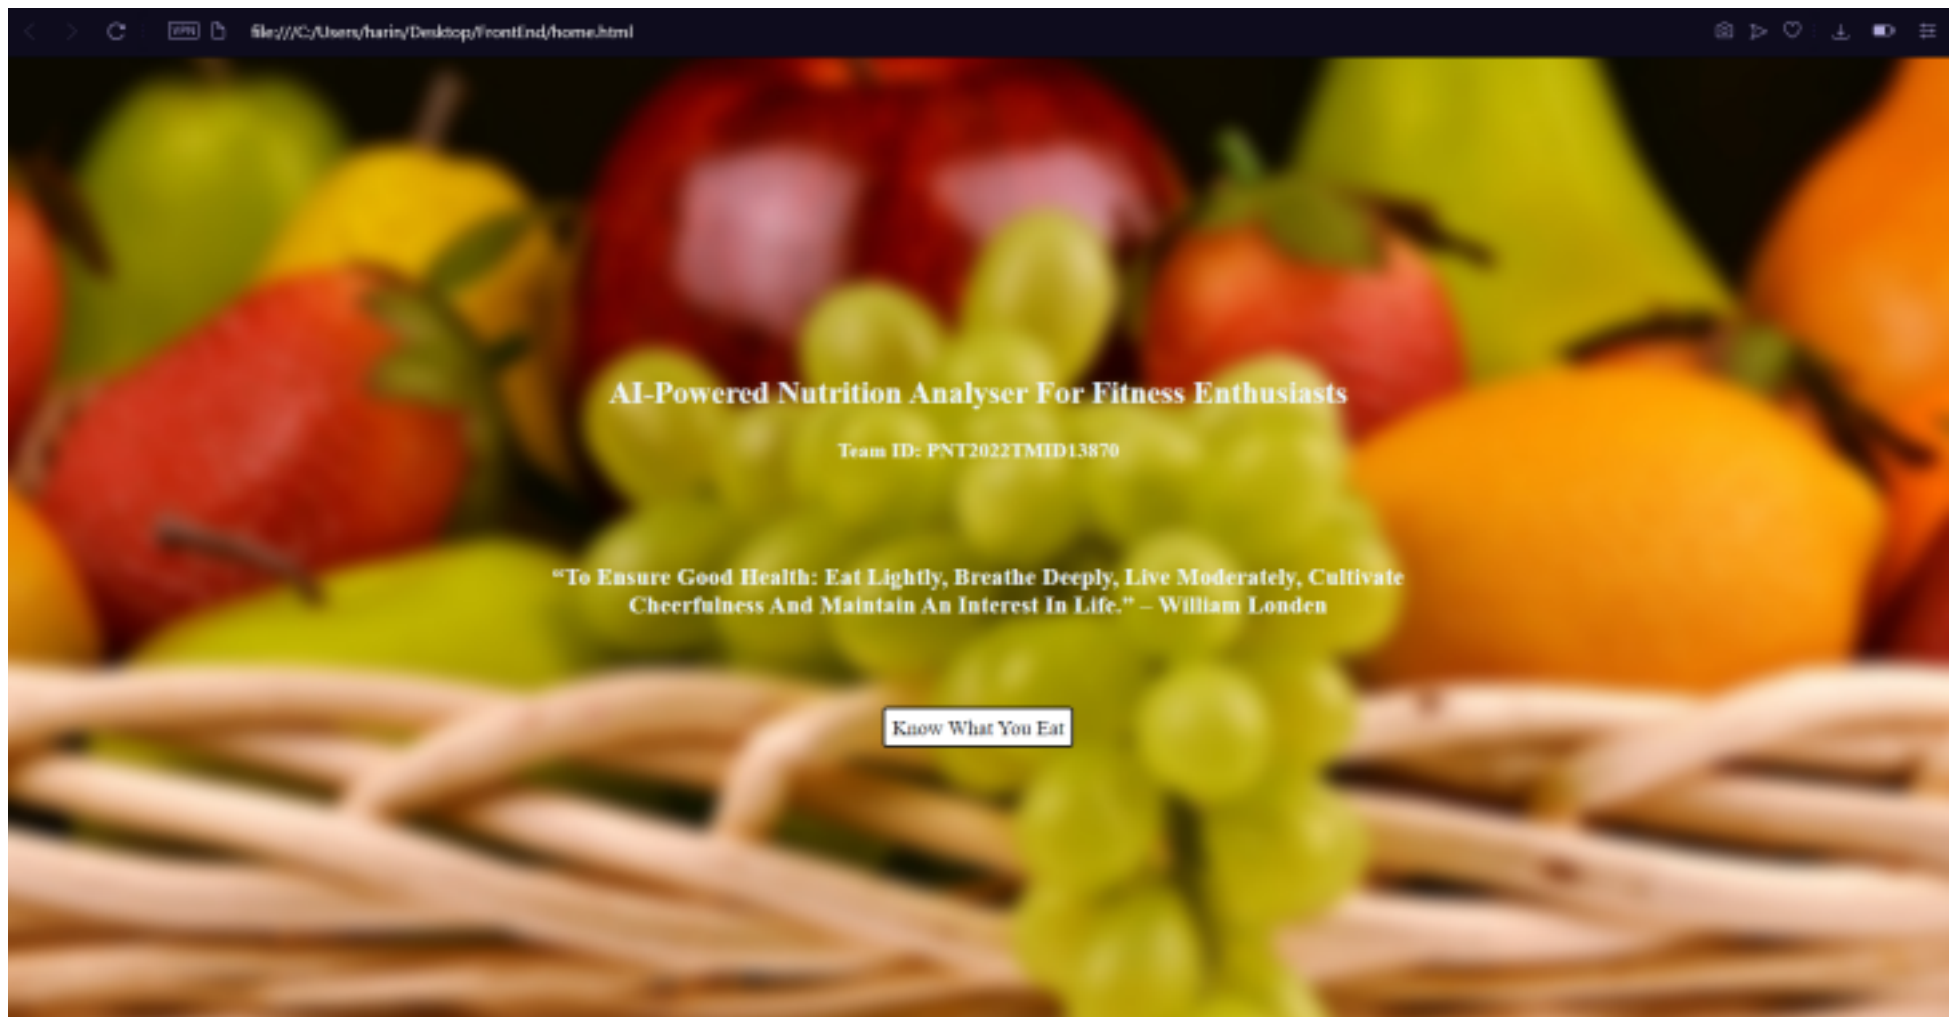 VPN
file:///C:/Users/harin/Desktop/FrontEnd/home.html
AI-Powered Nutrition Analyser For Fitness Enthusiasts
Team ID: PNT2022TMID13870
“To Ensure Good Health: Eat Lightly, Breathe Deeply, Live Moderately, Cultivate
Cheerfulness And Maintain An Interest In Life.” – William Londen
Know What You Eat